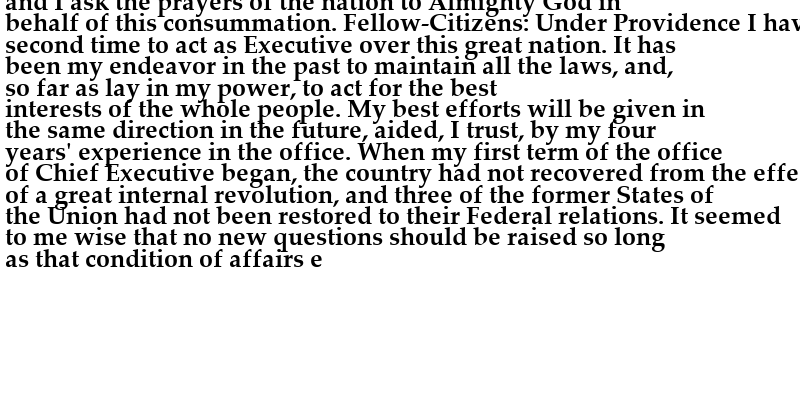 and I ask the prayers of the nation to Almighty God in
behalf of this consummation. Fellow-Citizens: Under Providence I hav
second time to act as Executive over this great nation. It has
been my endeavor in the past to maintain all the laws, and,
so far as lay in my power, to act for the best
interests of the whole people. My best efforts will be given in
the same direction in the future, aided, I trust, by my four
years' experience in the office. When my first term of the office
of Chief Executive began, the country had not recovered from the effe
of a great internal revolution, and three of the former States of
the Union had not been restored to their Federal relations. It seemed
to me wise that no new questions should be raised so long
as that condition of affairs e